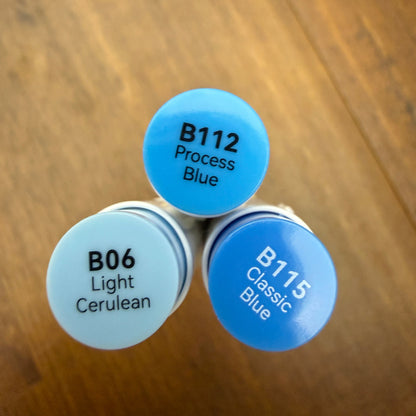 B112
Process
Blue
B06
Light
Cerulean
B115
Classic
Blue